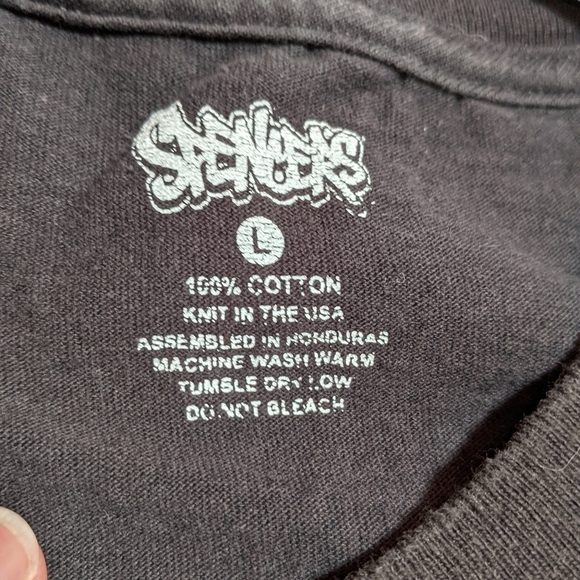 SPENCER'S
L
100% COTTON
KNIT IN THE USA
ASSEMBLED IN HONDURAS
MACHINE WASH WARM
TUMBLE DRY LOW
DO NOT BLEACH